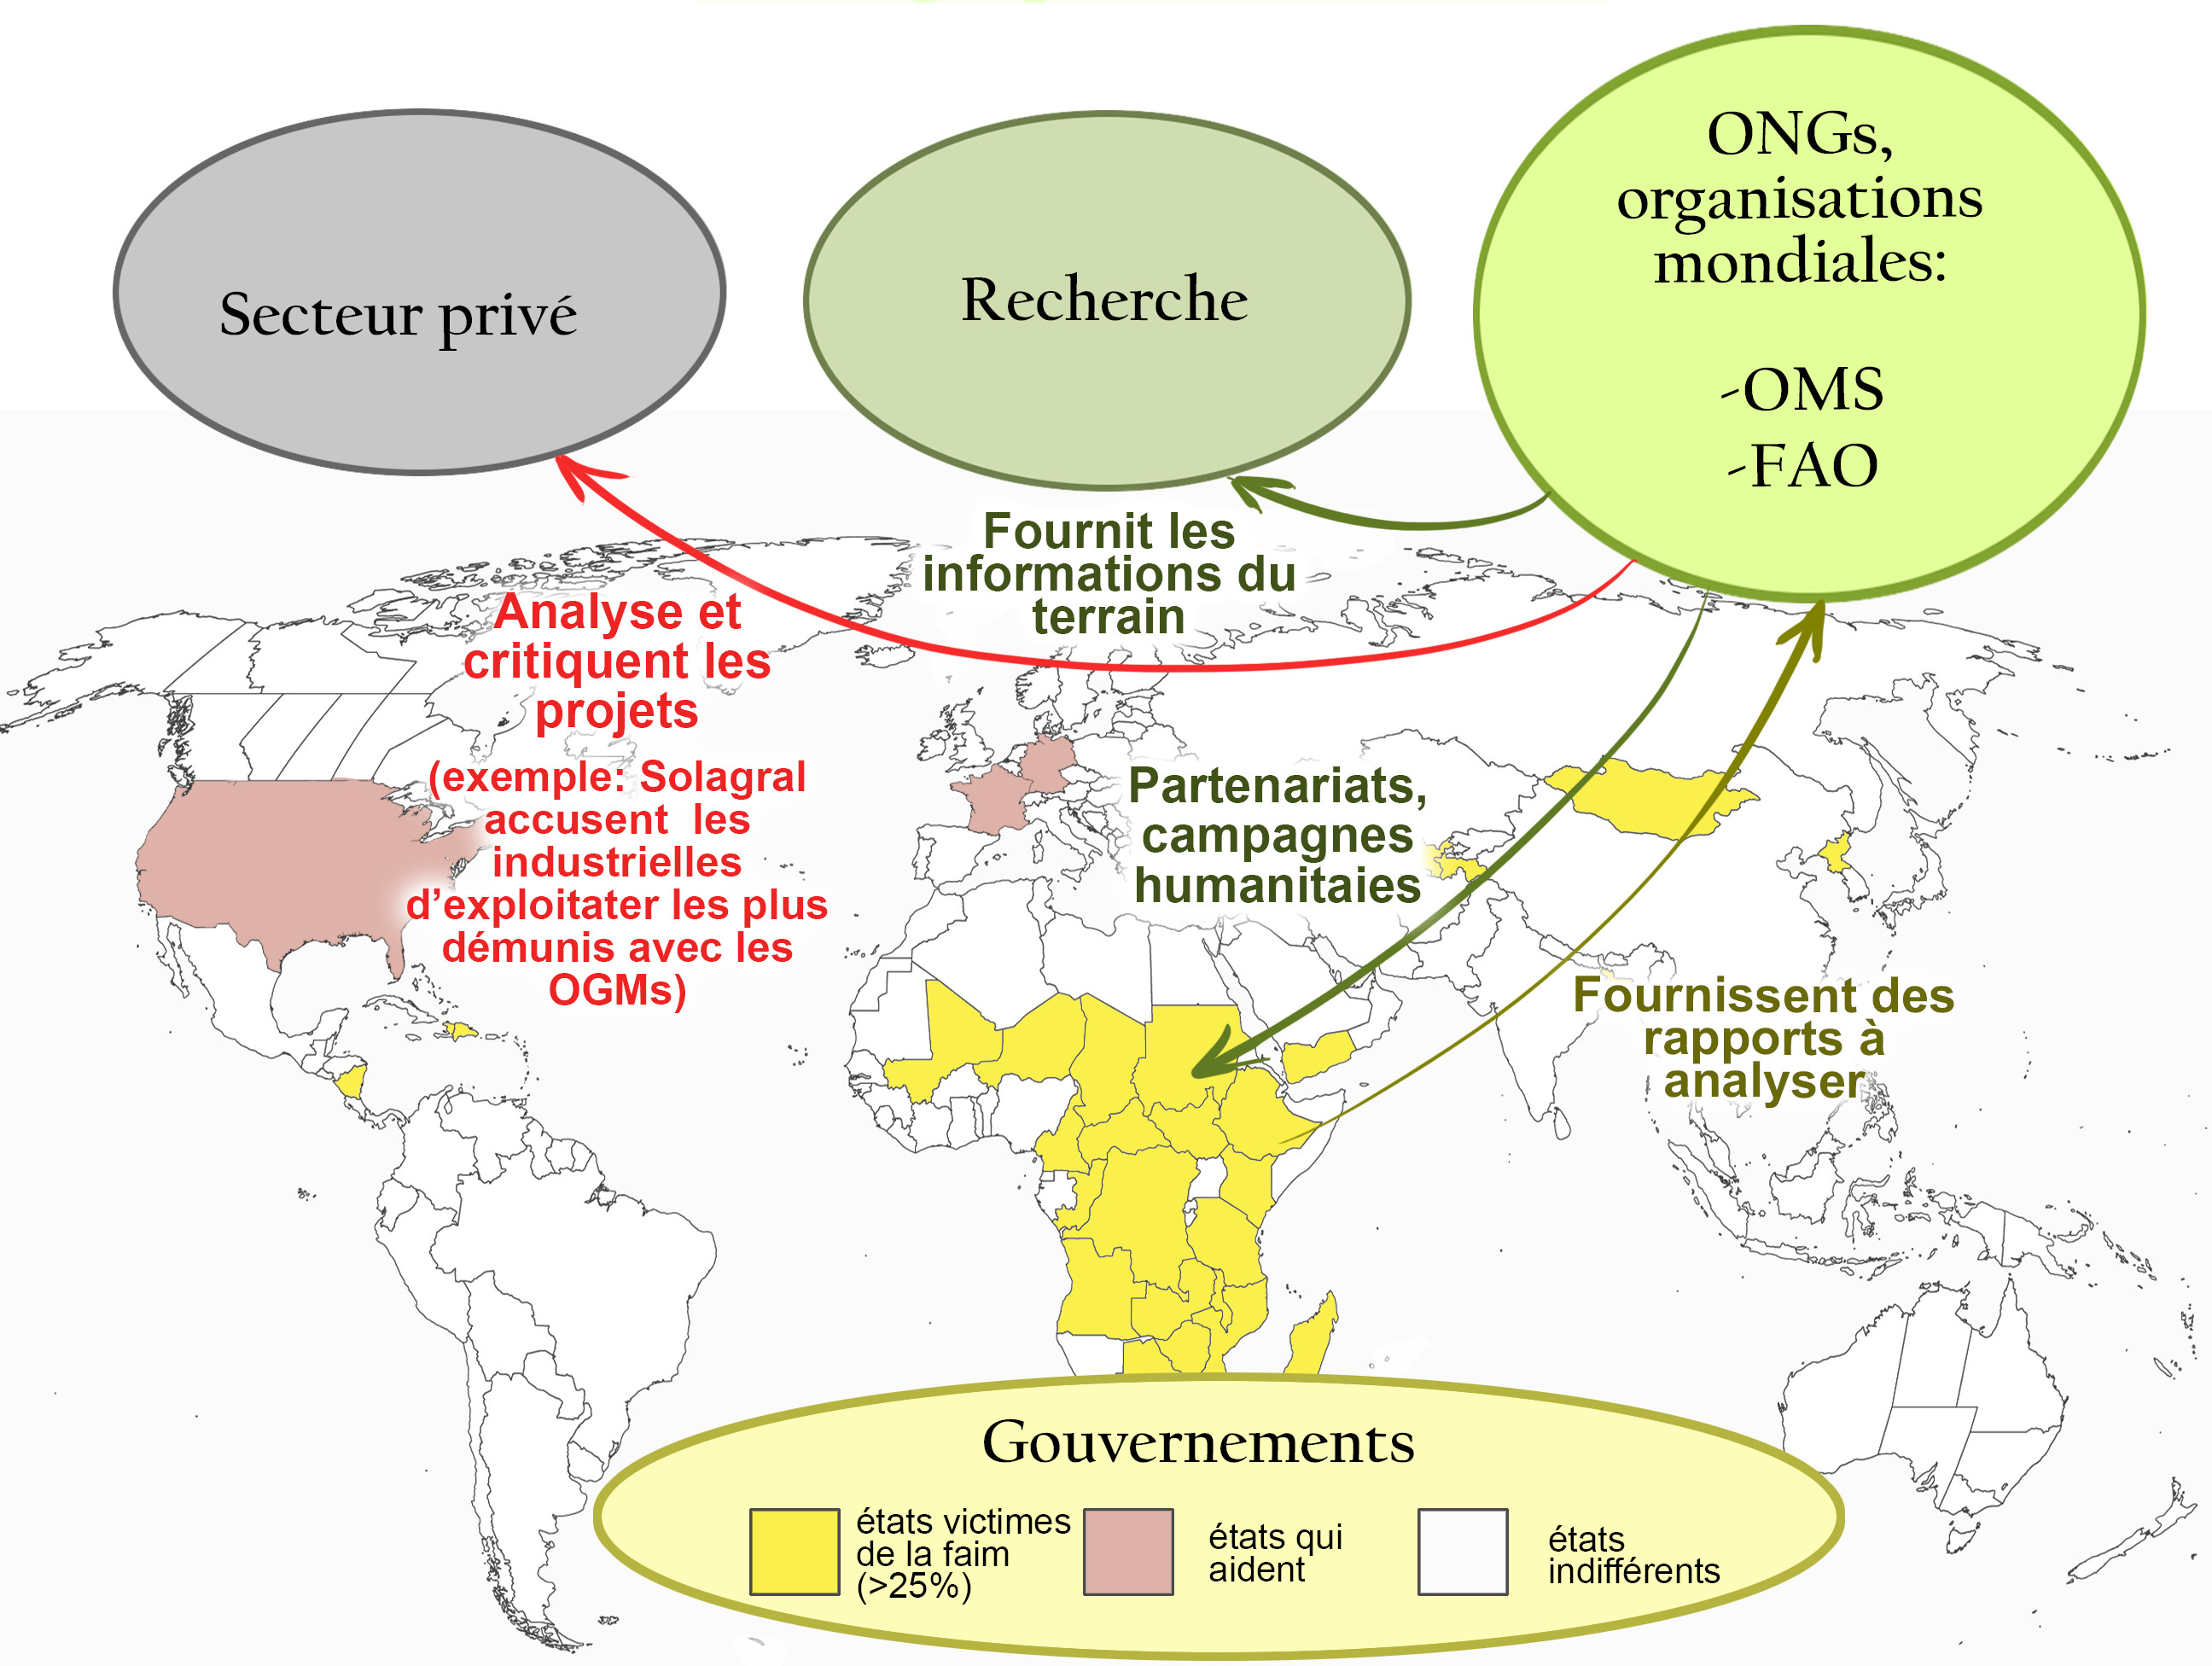 Secteur privé
Recherche
ONGs,
organisations
mondiales:
-OMS
-FAO
Fournit les
informations du
terrain
Analyse et
critiquent les
projets
(exemple: Solagral
accusent les
industrielles
d’exploitater les plus
démunis avec les
OGMs)
Partenariats,
campagnes
humanitaies
Fournissent des
rapports à
analyser
Gouvernements
états victimes
de la faim
(>25%)
états qui
aident
états
indifférents